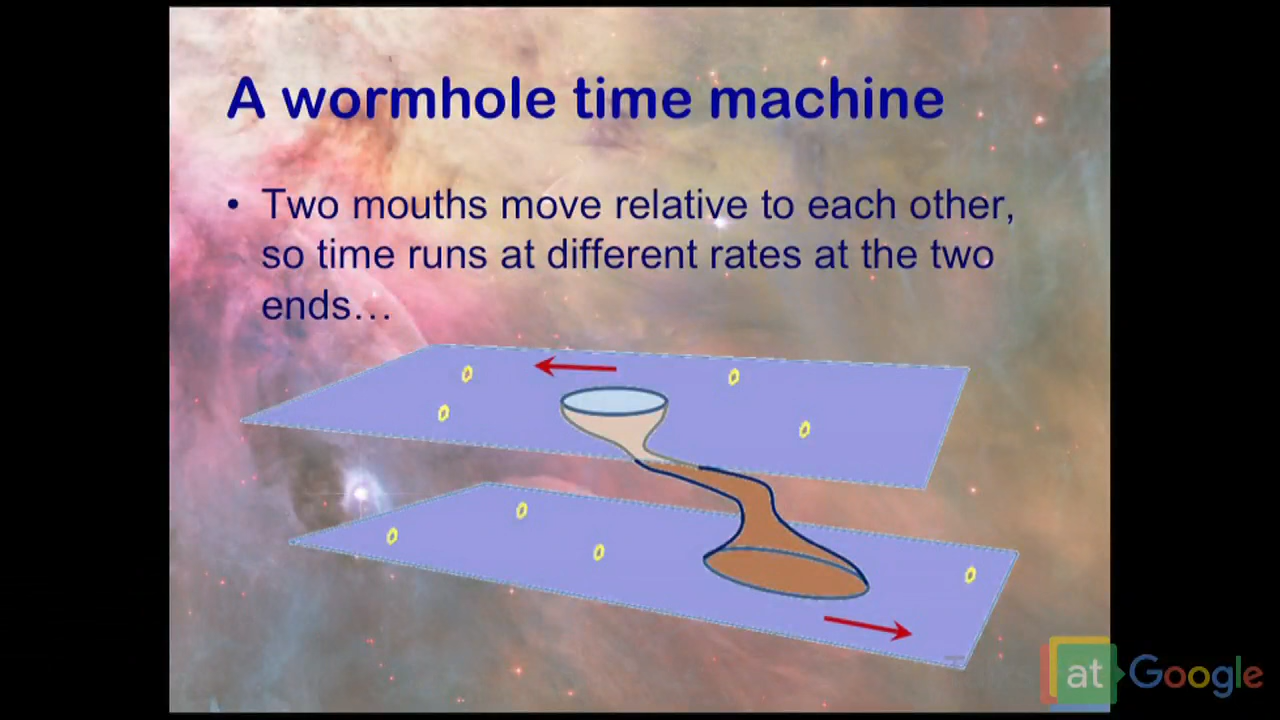 A wormhole time machine
• Two mouths move relative to each other,
so time runs at different rates at the two
ends…
at Google